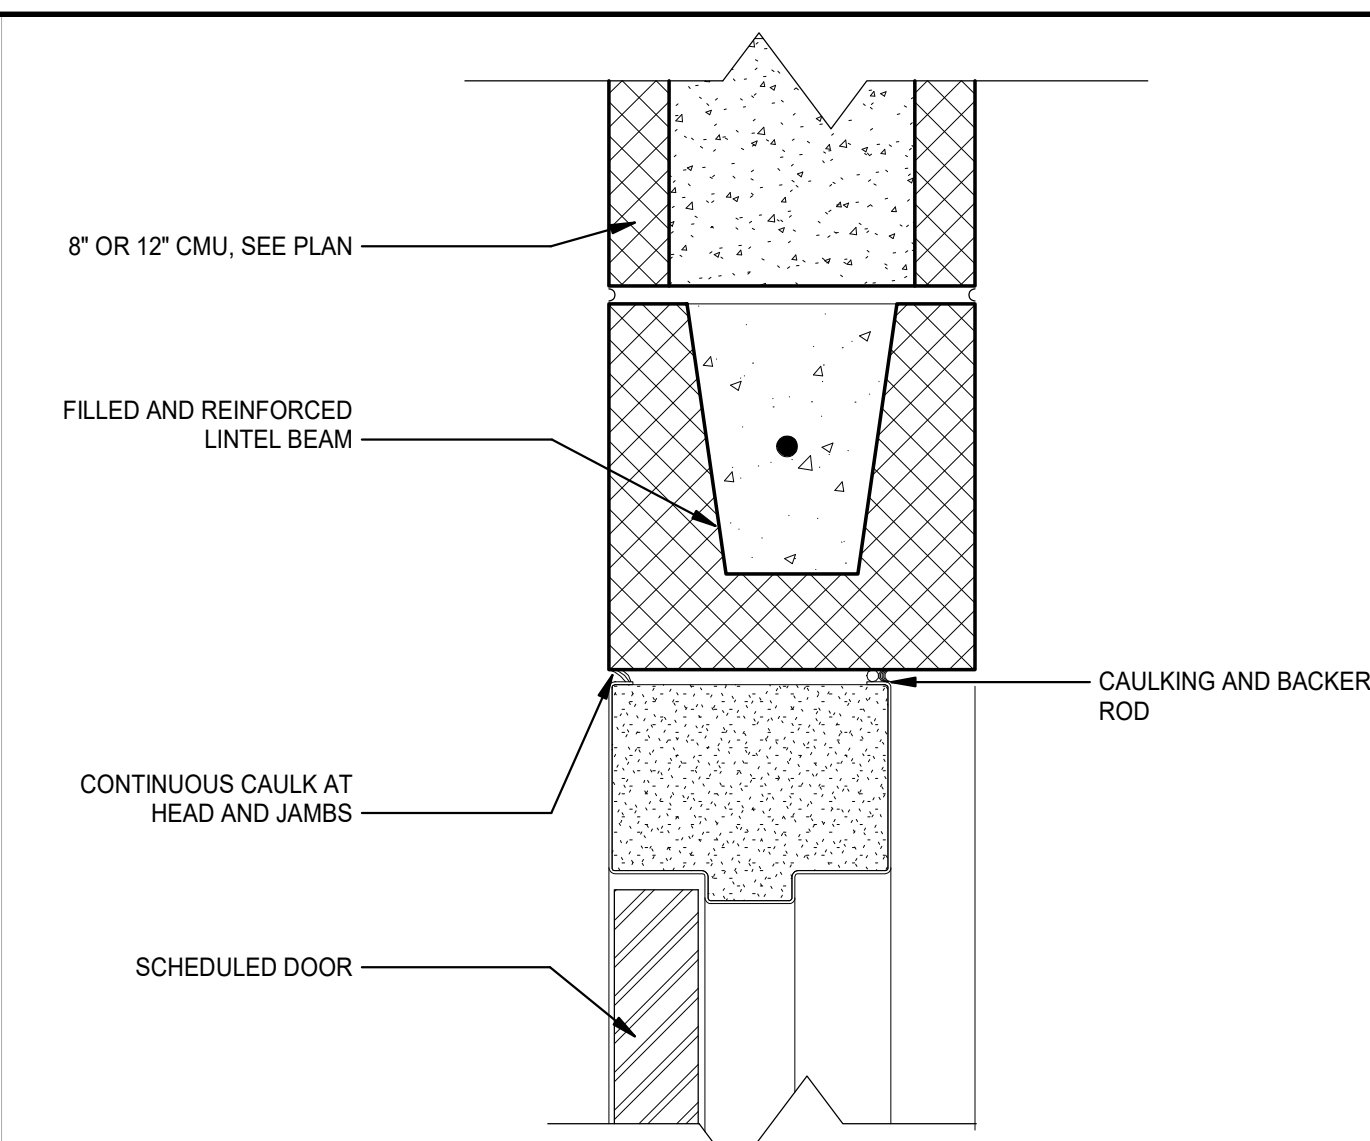 8" OR 12" CMU, SEE PLAN
FILLED AND REINFORCED
LINTEL BEAM
CAULKING AND BACKER
ROD
CONTINUOUS CAULK AT
HEAD AND JAMBS
SCHEDULED DOOR